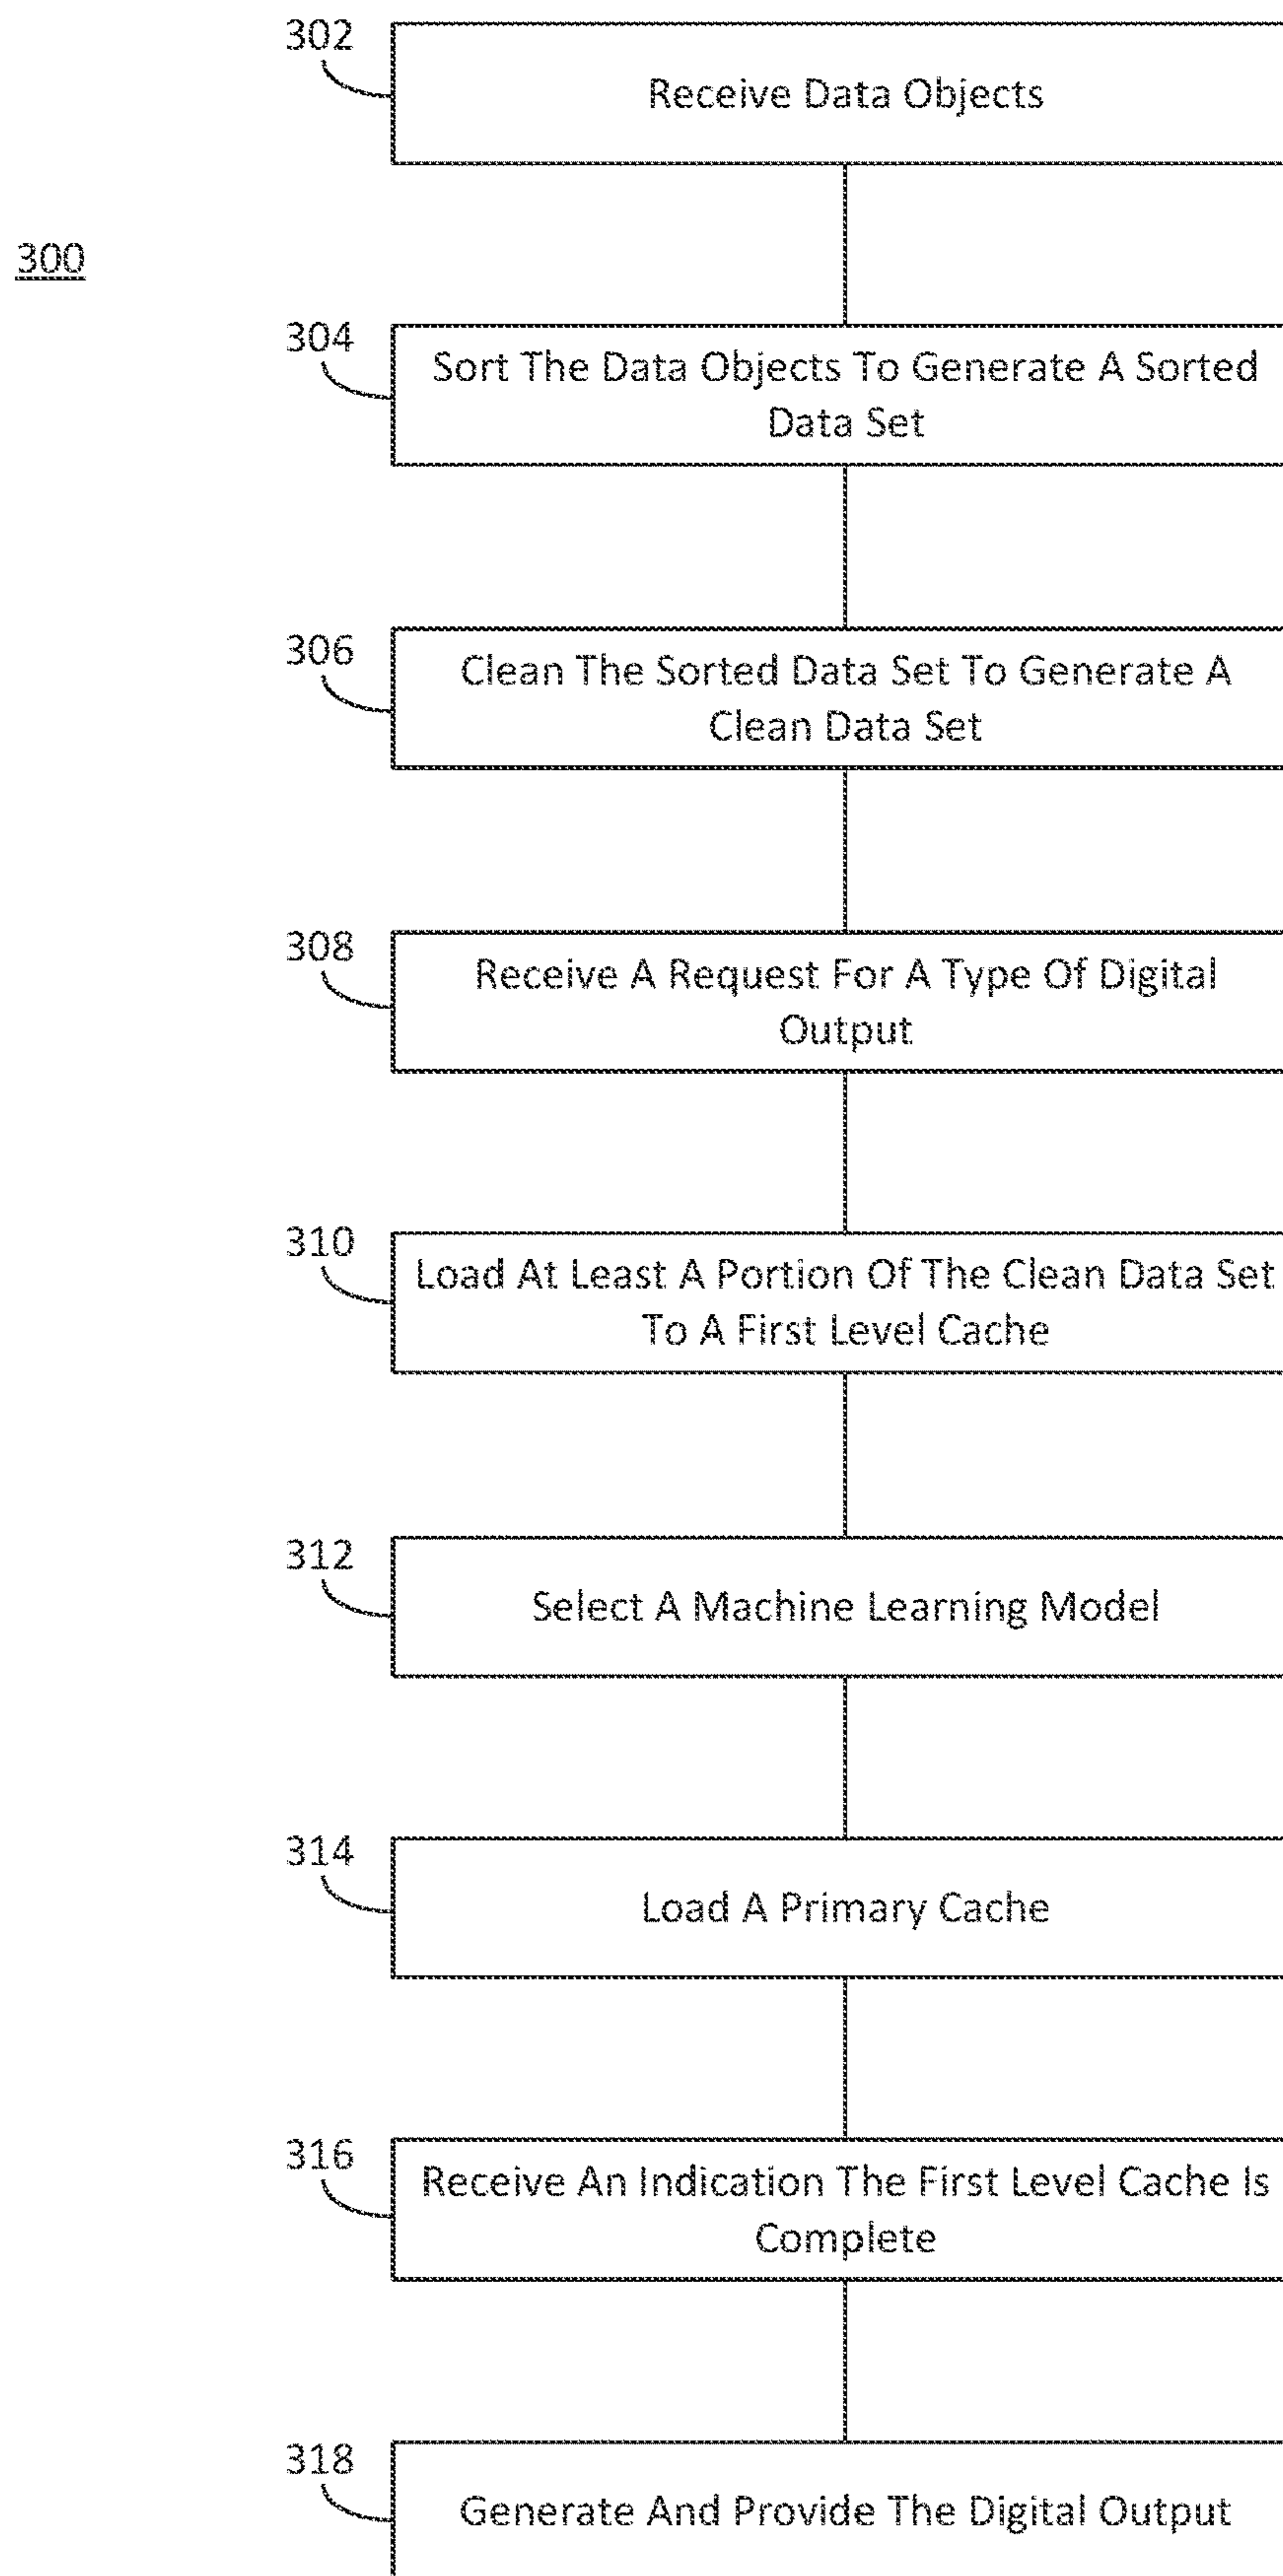 302
Receive Data Objects
300
304
Sort The Data Objects To Generate A Sorted
Data Set
306
Clean The Sorted Data Set To Generate A
Clean Data Set
308
Receive A Request For A Type Of Digital
Output
310
Load At Least A Portion Of The Clean Data Set
To A First Level Cache
312
Select A Machine Learning Model
314
Load A Primary Cache
316
Receive An Indication The First Level Cache Is
Complete
318
Generate And Provide The Digital Output